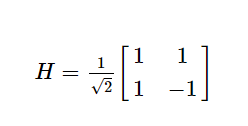 H = 1/√2 [1 1
1 -1]